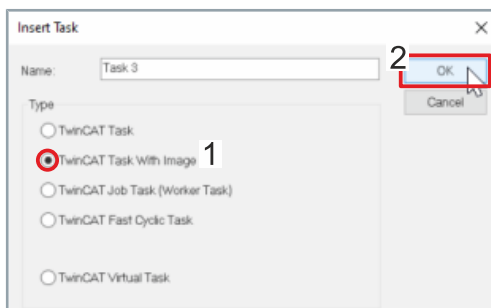 Insert Task
Name: Task 3
2
OK
Cancel
Type
TwinCAT Task
TwinCAT Task With Image 1
TwinCAT Job Task (Worker Task)
TwinCAT Fast Cyclic Task
TwinCAT Virtual Task